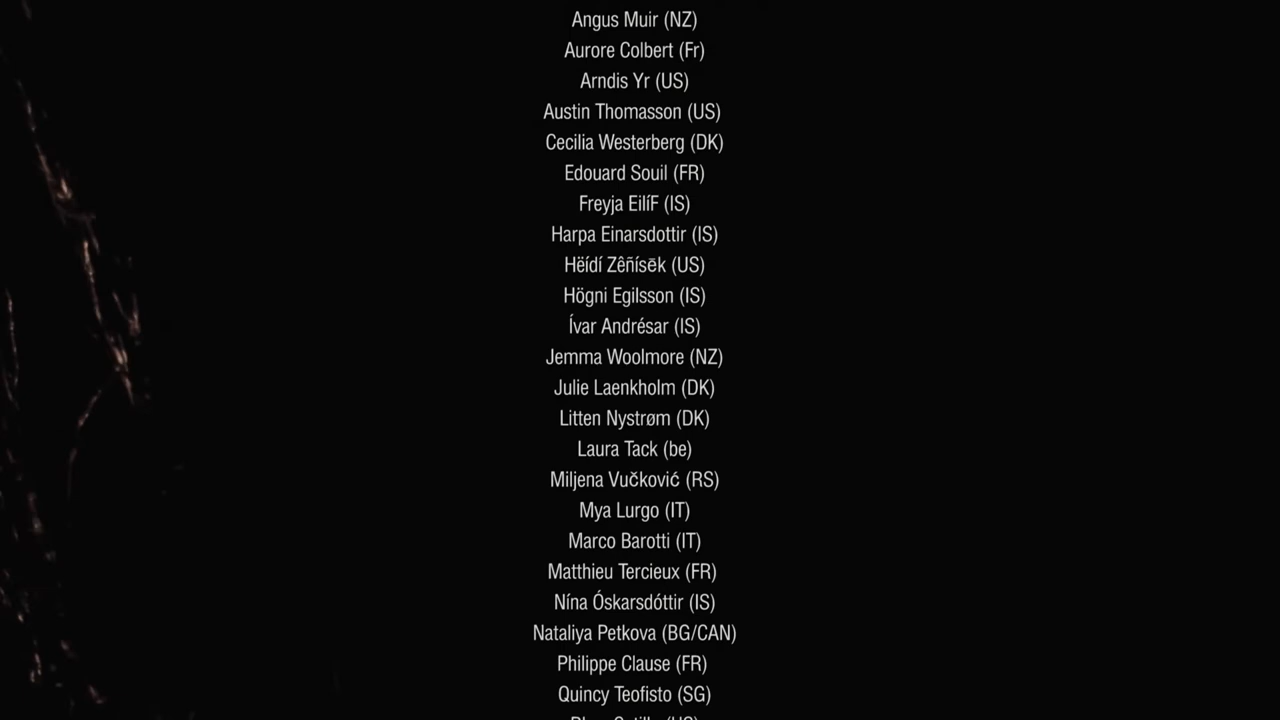 Angus Muir (NZ)
Aurore Colbert (Fr)
Arndis Yr (US)
Austin Thomasson (US)
Cecilia Westerberg (DK)
Edouard Souil (FR)
Freyja EilíF (IS)
Harpa Einarsdottir (IS)
Hëídí Zêñísēk (US)
Högni Egilsson (IS)
Ívar Andrésar (IS)
Jemma Woolmore (NZ)
Julie Laenkholm (DK)
Litten Nystrøm (DK)
Laura Tack (be)
Miljena Vučković (RS)
Mya Lurgo (IT)
Marco Barotti (IT)
Matthieu Tercieux (FR)
Nína Óskarsdóttir (IS)
Nataliya Petkova (BG/CAN)
Philippe Clause (FR)
Quincy Teofisto (SG)